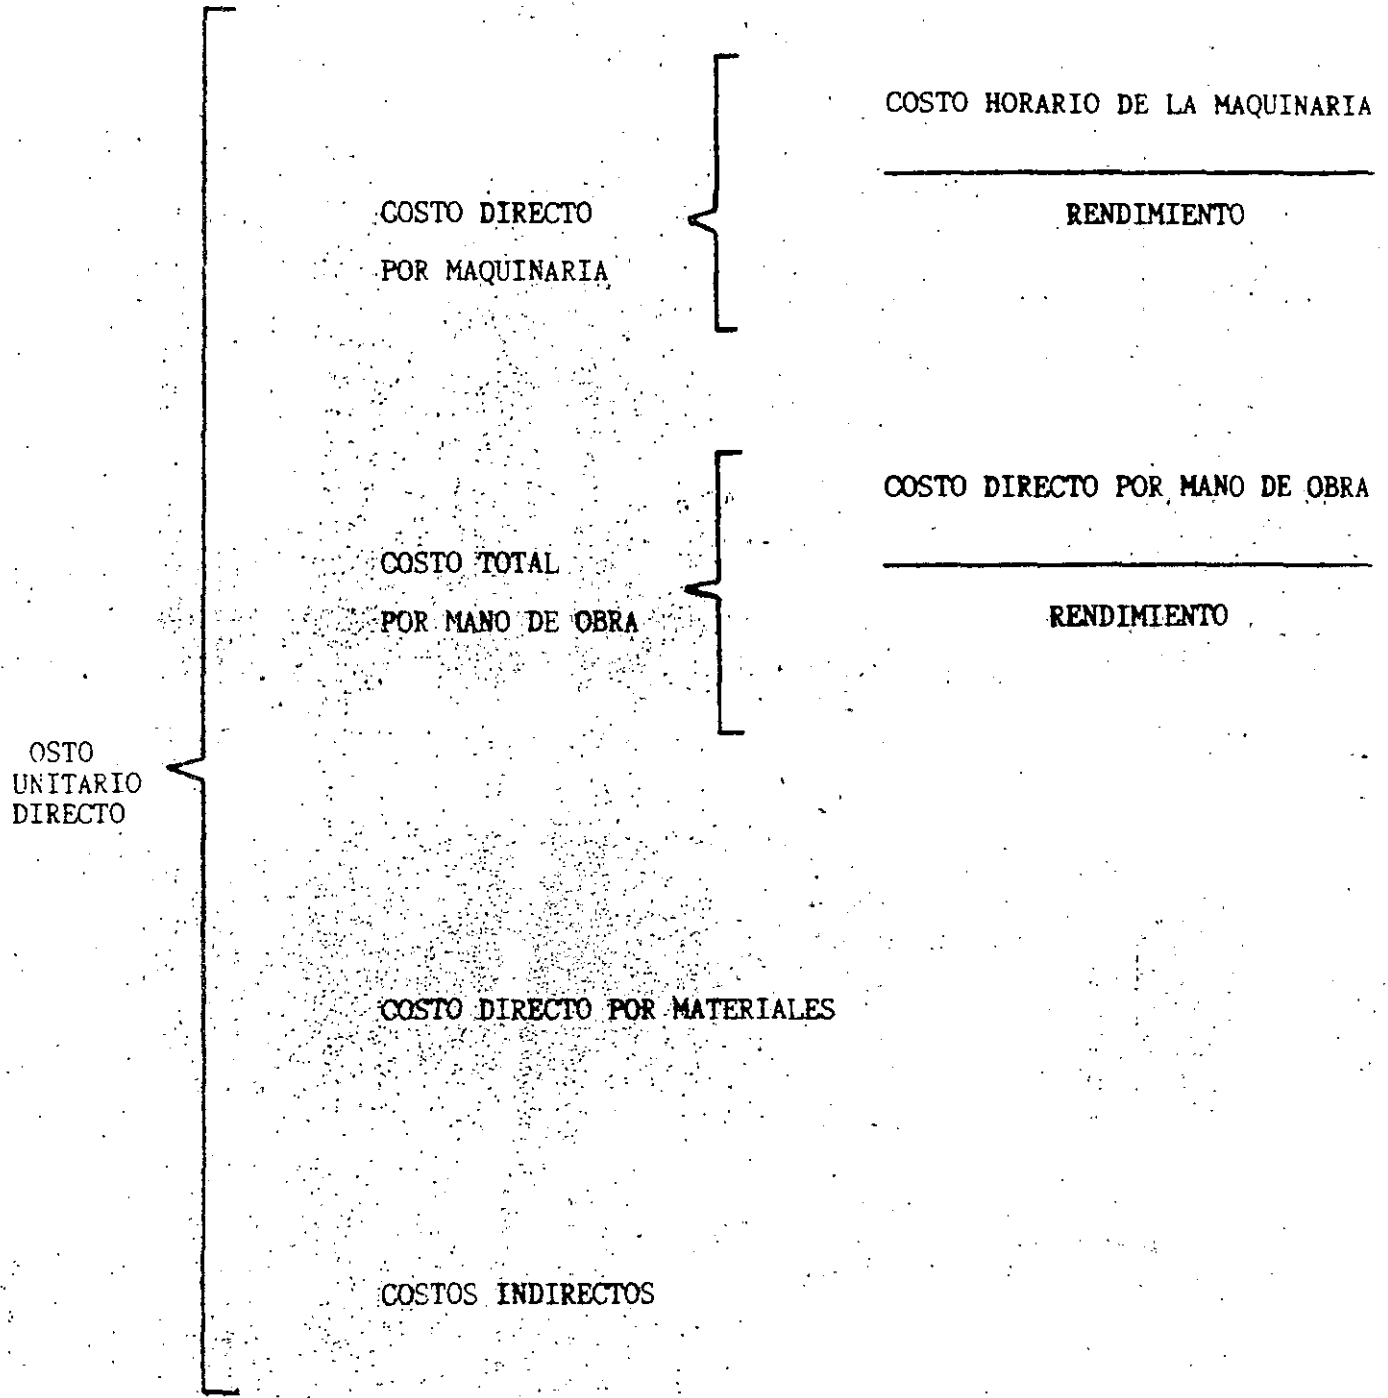 COSTO HORARIO DE LA MAQUINARIA
RENDIMIENTO
COSTO DIRECTO
POR MAQUINARIA
COSTO DIRECTO POR MANO DE OBRA
RENDIMIENTO
COSTO TOTAL
POR MANO DE OBRA
OSTO
UNITARIO
DIRECTO
COSTO DIRECTO POR MATERIALES
COSTOS INDIRECTOS